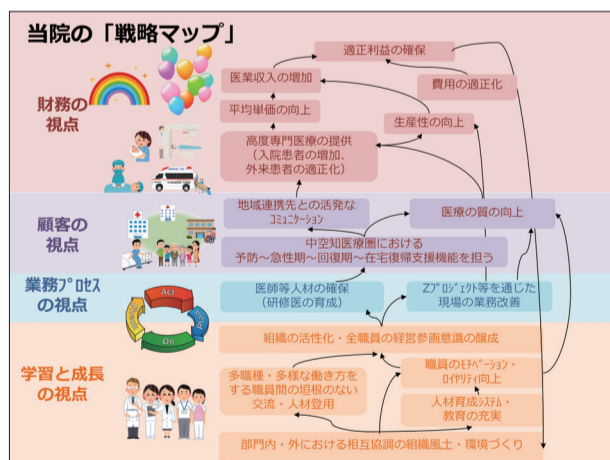 当院の「戦略マップ」
財務の
視点
適正利益の確保
医業収入の増加
費用の適正化
平均単価の向上
生産性の向上
高度専門医療の提供
（入院患者の増加、
外来患者の適正化）
顧客の
視点
地域連携先との活発な
ｺﾐｭﾆｹｰｼｮﾝ
医療の質の向上
中空知医療圏における
予防～急性期～回復期～在宅復帰支援機能を担う
業務ﾌﾟﾛｾｽ
の視点
医師等人材の確保
（研修医の育成）
Zﾌﾟﾛｼﾞｪｸﾄ等を通じた
現場の業務改善
Act
Plan
Do
学習と成長
の視点
組織の活性化・全職員の経営参画意識の醸成
多職種・多様な働き方を
する職員間の垣根のない
交流・人材登用
職員のﾓﾁﾍﾞｰｼｮﾝ・
ﾛｲﾔﾘﾃｨ向上
人材育成ｼｽﾃﾑ・
教育の充実
部門内・外における相互協調の組織風土・環境づくり